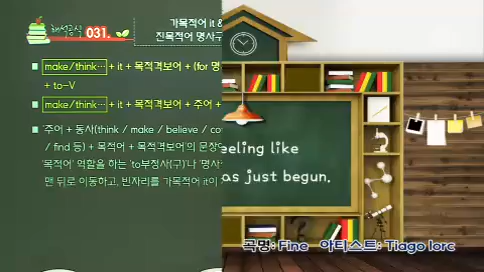 해석공식 031.
가목적어 it &
진목적어 명사구
make/think… + it + 목적격보어 + (for 명
+ to-V
make/think… + it + 목적격보어 + 주어 +
'주어 + 동사(think / make / believe / co
/ find 등) + 목적어 + 목적격보어'의 문장
'목적어' 역할을 하는 'to부정사(구)'나 '명사
맨 뒤로 이동하고, 빈자리를 가목적어 it이
eeling like
as just begun.
곡명: Fine 아티스트: Tiago Iorc